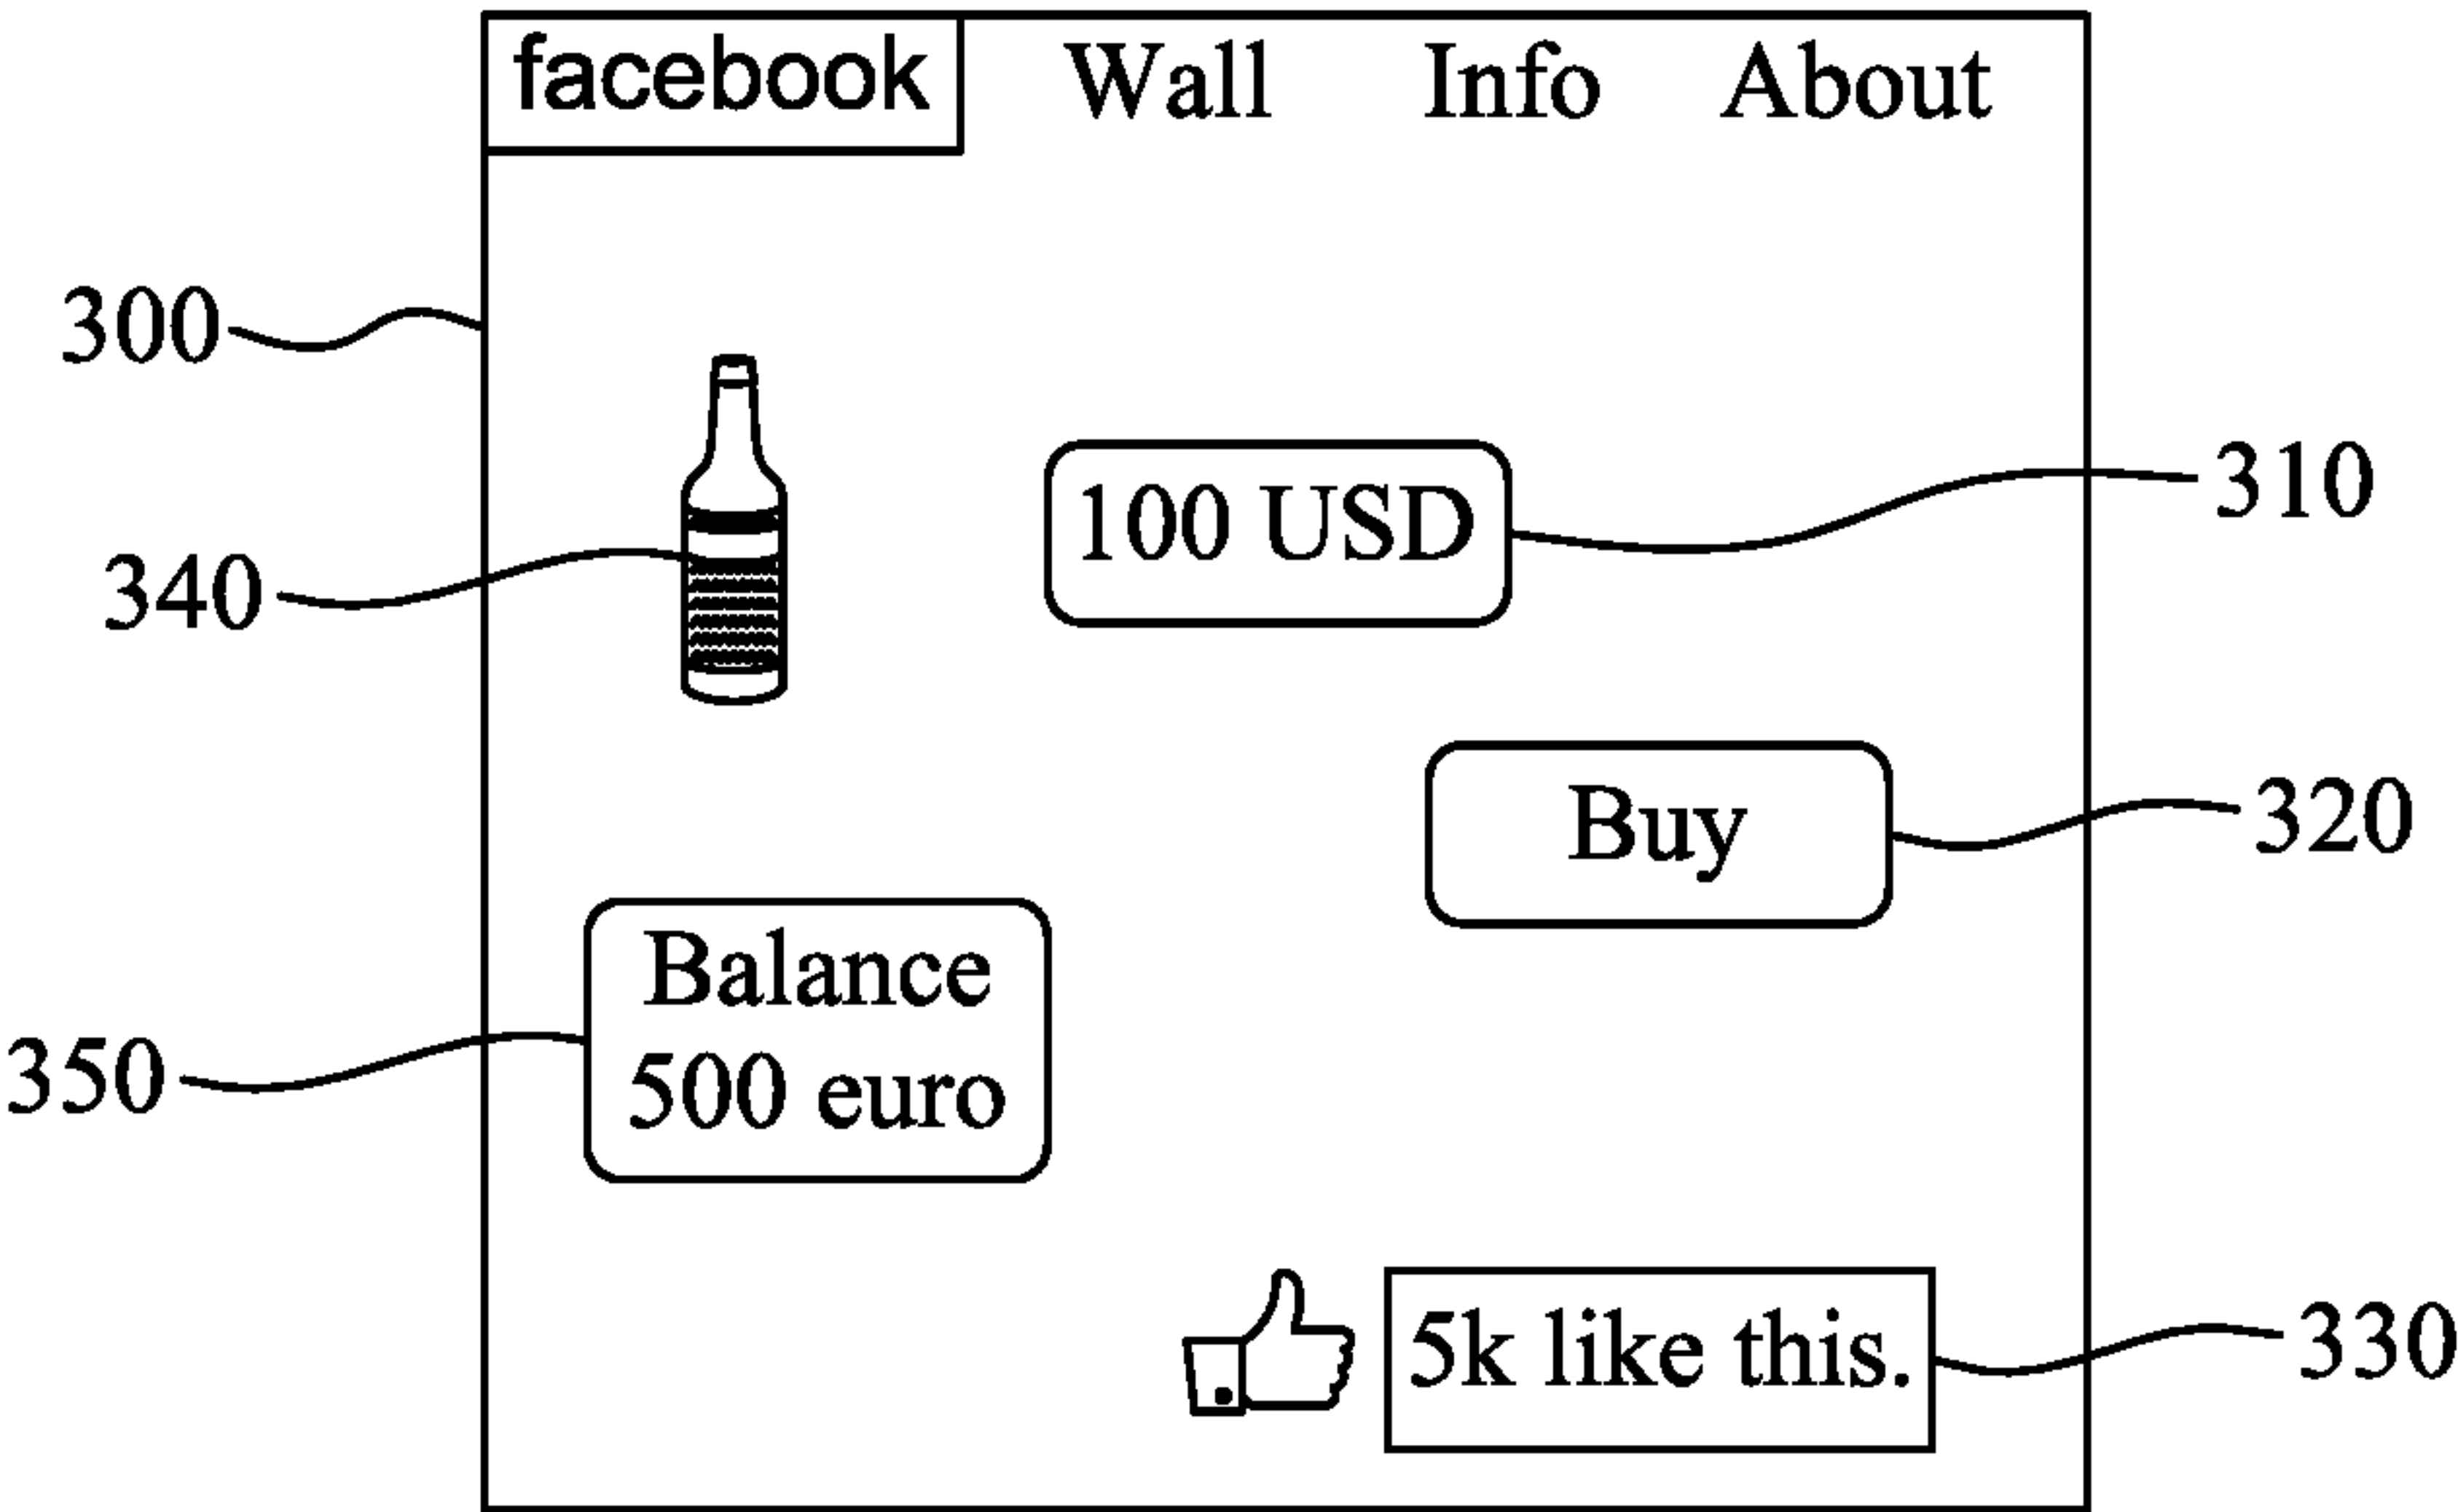 facebook Wall Info About
300
310
100 USD
340
320
Buy
Balance
350
500 euro
330
5k like this.